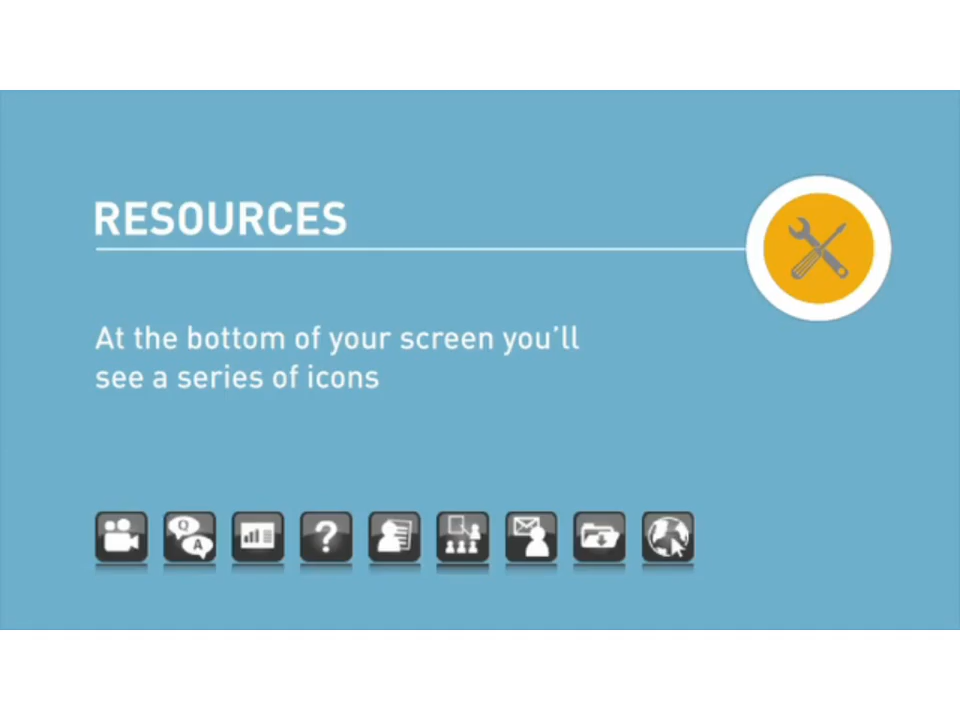 RESOURCES
At the bottom of your screen you'll
see a series of icons
Q
A
?